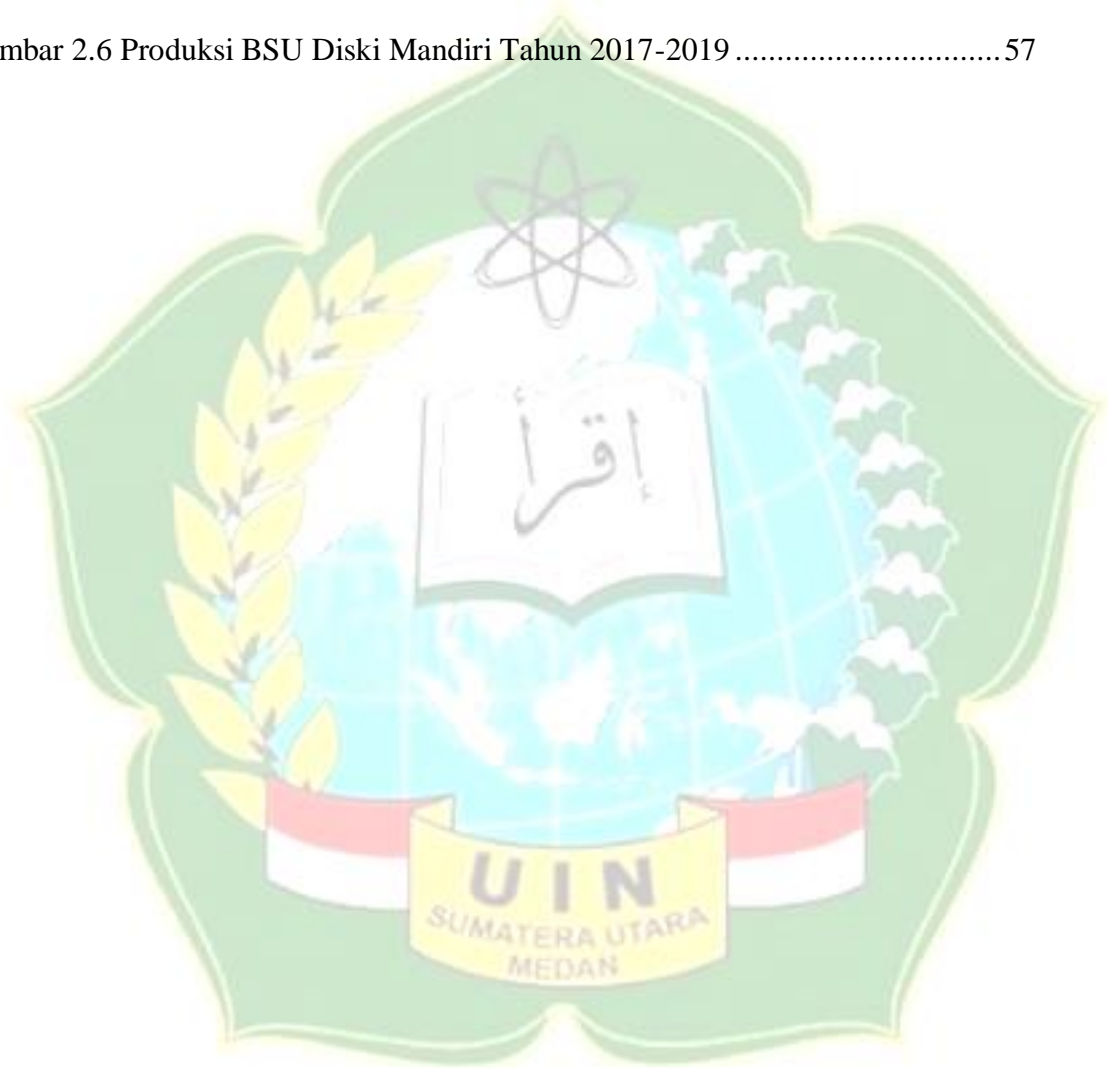 mbar 2.6 Produksi BSU Diski Mandiri Tahun 2017-2019 ................................ 57
إقرأ
UIN
SUMATERA UTARA
MEDAN